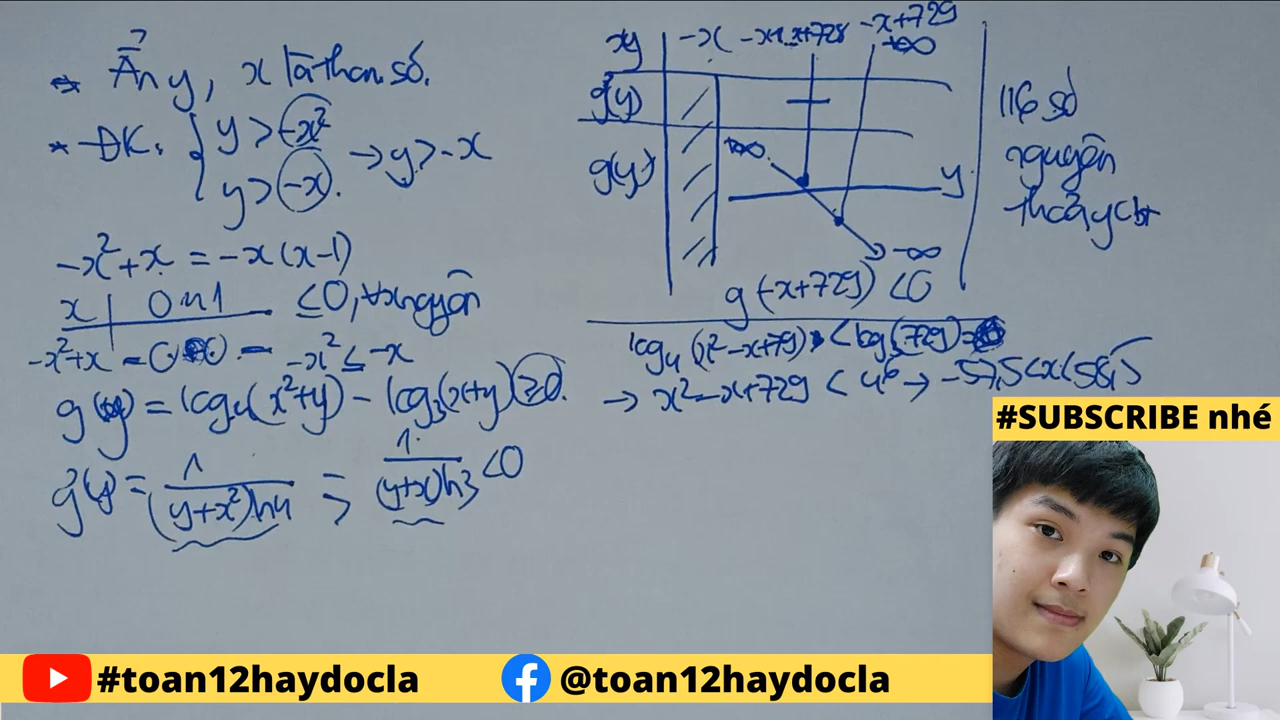 * Ẩn y, x là tham số.
* ĐK: { y > -x²
y > -x. → y > -x
-x² + x = -x(x-1)
x | 0 1 ≤ 0, ∀x nguyên
-x²+x - 0 0 - -x² ≤ -x
g(y) = log₄(x²+y) - log₃(x+y) ≥ 0.
g'(y) = 1/((y+x²)ln4) - 1/((y+x)ln3) < 0
y | -x -x+1 -x+728 -x+729 +∞
g'(y) -
g(y) +∞ y
-∞
116 số
nguyên
thoả ycbt
g(-x+729) < 0
log₄(x²-x+729) < log₃(729) = 6
→ x²-x+729 < 4⁶ → -57,5 < x < 58,5
#SUBSCRIBE nhé
#toan12haydocla
@toan12haydocla